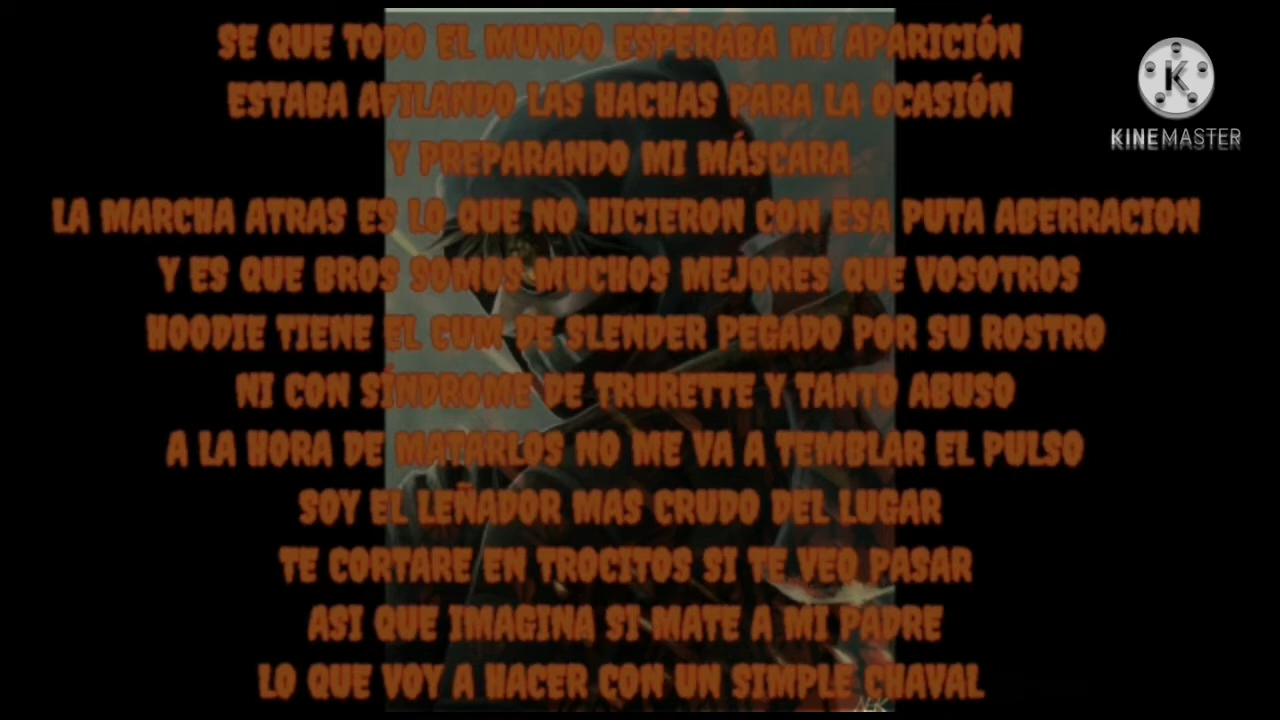 SE QUE TODO EL MUNDO ESPERABA MI APARICIÓN
ESTABA AFILANDO LAS HACHAS PARA LA OCASIÓN
Y PREPARANDO MI MÁSCARA
LA MARCHA ATRAS ES LO QUE NO HICIERON CON ESA PUTA ABERRACION
Y ES QUE BROS SOMOS MUCHOS MEJORES QUE VOSOTROS
HOODIE TIENE EL CUM DE SLENDER PEGADO POR SU ROSTRO
NI CON SÍNDROME DE TRURETTE Y TANTO ABUSO
A LA HORA DE MATARLOS NO ME VA A TEMBLAR EL PULSO
SOY EL LEÑADOR MAS CRUDO DEL LUGAR
TE CORTARE EN TROCITOS SI TE VEO PASAR
ASI QUE IMAGINA SI MATE A MI PADRE
LO QUE VOY A HACER CON UN SIMPLE CHAVAL
K
KINEMASTER